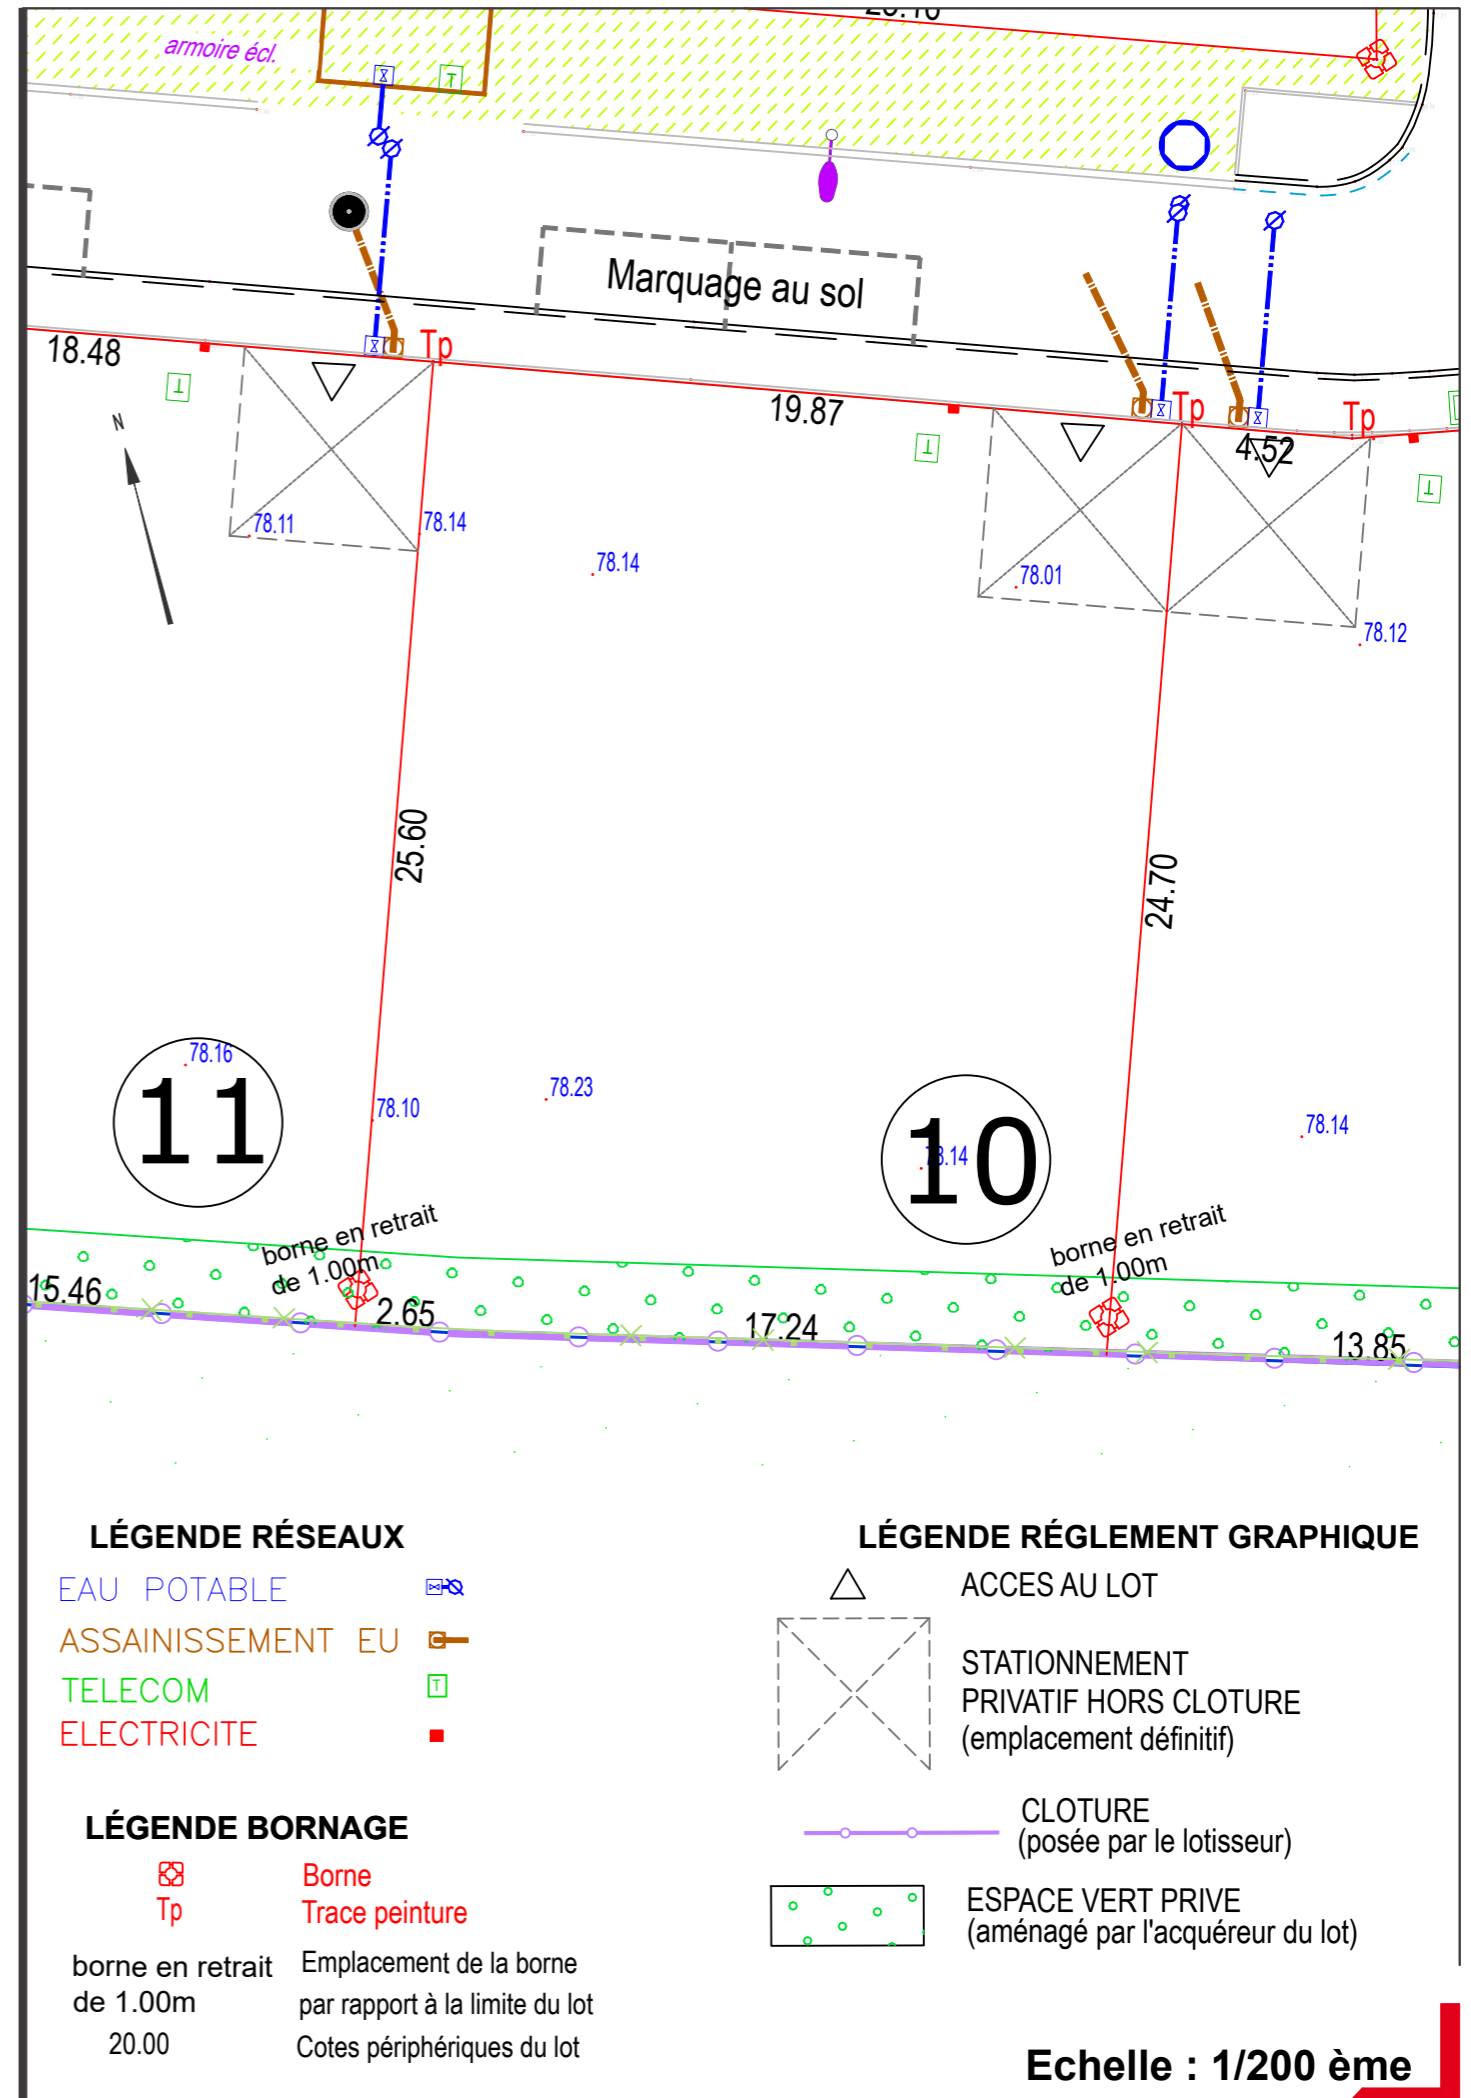 armoire écl.
T
Marquage au sol
18.48
Tp
19.87
Tp
Tp
4.52
T
T
T
N
78.11
78.14
78.14
78.01
78.12
25.60
24.70
78.16
11
78.10
78.23
10
78.14
78.14
borne en retrait
de 1.00m
borne en retrait
de 1.00m
15.46
2.65
17.24
13.85
LÉGENDE RÉSEAUX
EAU POTABLE
ASSAINISSEMENT EU
TELECOM
T
ELECTRICITE
LÉGENDE BORNAGE
Borne
Tp
Trace peinture
borne en retrait
de 1.00m
Emplacement de la borne
par rapport à la limite du lot
20.00
Cotes périphériques du lot
LÉGENDE RÉGLEMENT GRAPHIQUE
ACCES AU LOT
STATIONNEMENT
PRIVATIF HORS CLOTURE
(emplacement définitif)
CLOTURE
(posée par le lotisseur)
ESPACE VERT PRIVE
(aménagé par l'acquéreur du lot)
Echelle : 1/200 ème